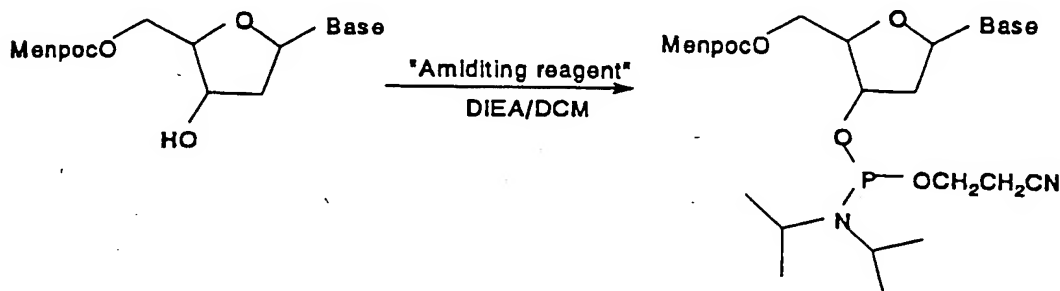 O
Base
MenpocO
HO
"Amiditing reagent"
DIEA/DCM
O
Base
MenpocO
O
P
OCH₂CH₂CN
N